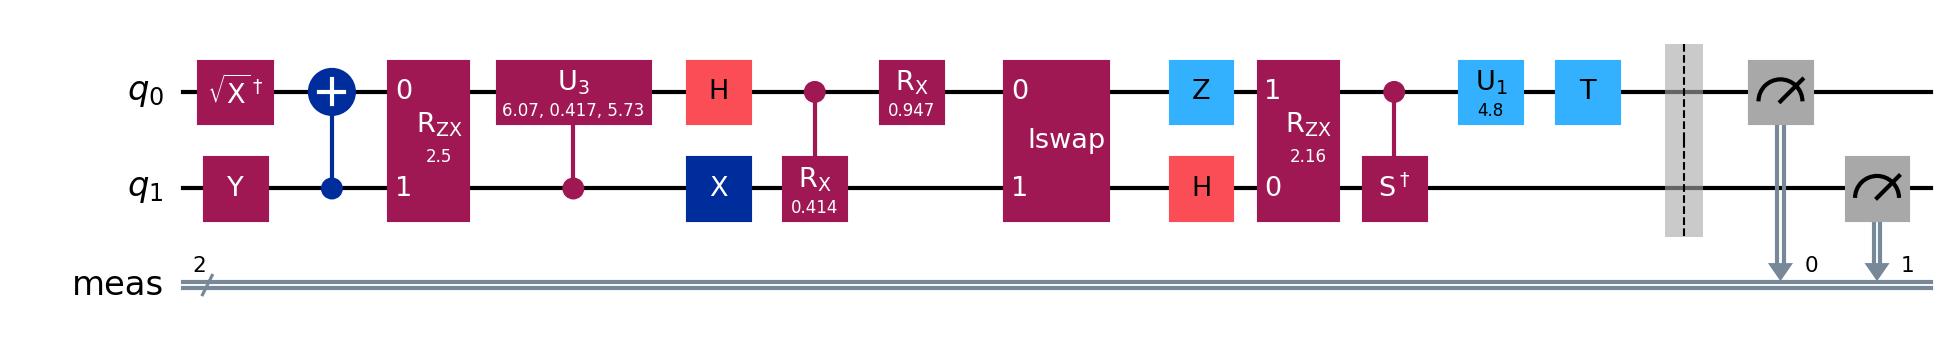 q0 √X† 0 RZX 2.5 1 U3 6.07, 0.417, 5.73 H RX 0.947 0 Iswap 1 Z 1 RZX 2.16 0 U1 4.8 T
q1 Y X RX 0.414 H S†
meas 2 0 1